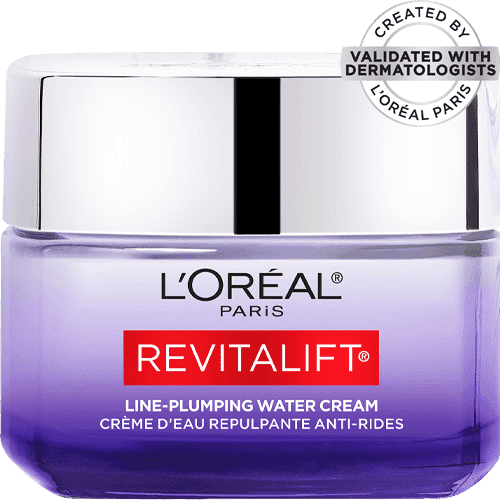 CREATED BY
VALIDATED WITH
DERMATOLOGISTS
L'ORÉAL PARIS
L'ORÉAL®
PARiS
REVITALIFT®
LINE-PLUMPING WATER CREAM
CRÈME D'EAU REPULPANTE ANTI-RIDES